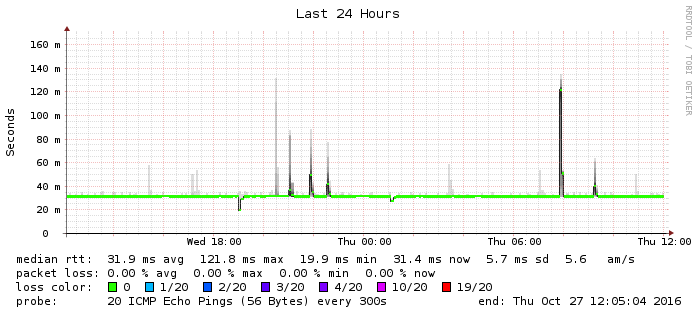 Last 24 Hours
RRDTOOL / TOBI OETIKER
Seconds
160 m
140 m
120 m
100 m
80 m
60 m
40 m
20 m
0
Wed 18:00 Thu 00:00 Thu 06:00 Thu 12:00
median rtt: 31.9 ms avg 121.8 ms max 19.9 ms min 31.4 ms now 5.7 ms sd 5.6 am/s
packet loss: 0.00 % avg 0.00 % max 0.00 % min 0.00 % now
loss color: 0 1/20 2/20 3/20 4/20 10/20 19/20
probe: 20 ICMP Echo Pings (56 Bytes) every 300s end: Thu Oct 27 12:05:04 2016